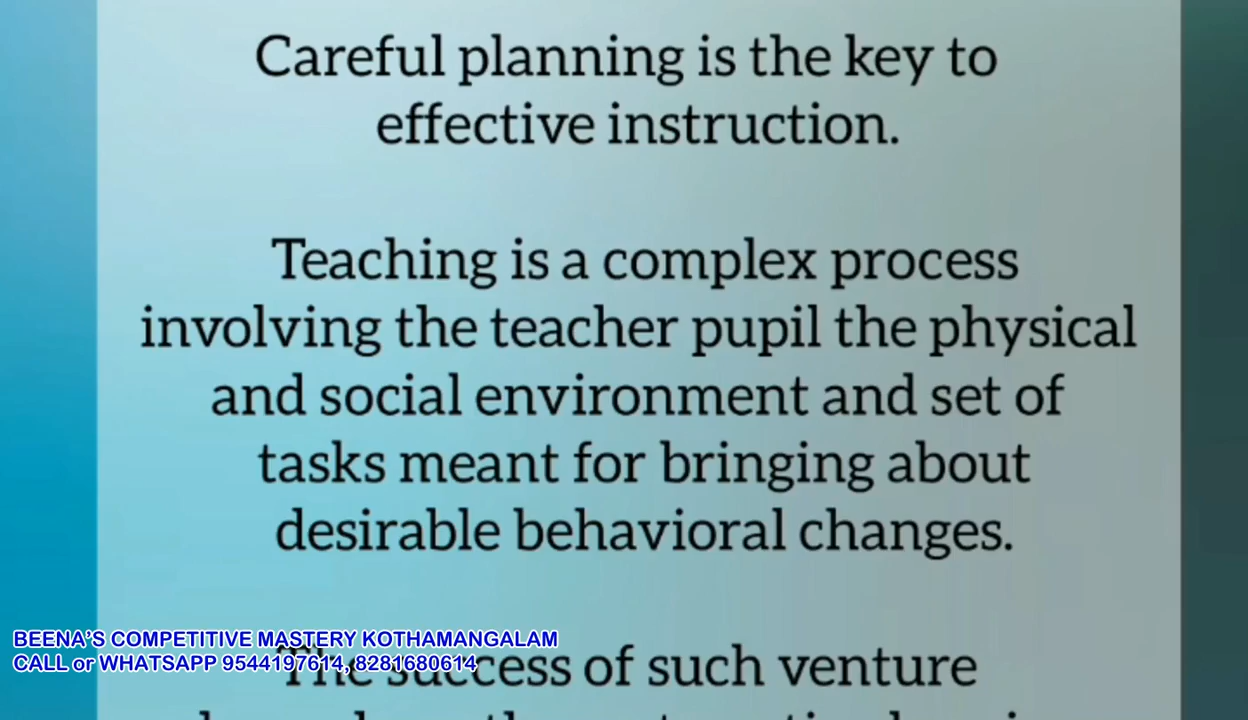 Careful planning is the key to
effective instruction.
Teaching is a complex process
involving the teacher pupil the physical
and social environment and set of
tasks meant for bringing about
desirable behavioral changes.
BEENA'S COMPETITIVE MASTERY KOTHAMANGALAM
CALL or WHATSAPP 9544197614, 8281680614
The success of such venture